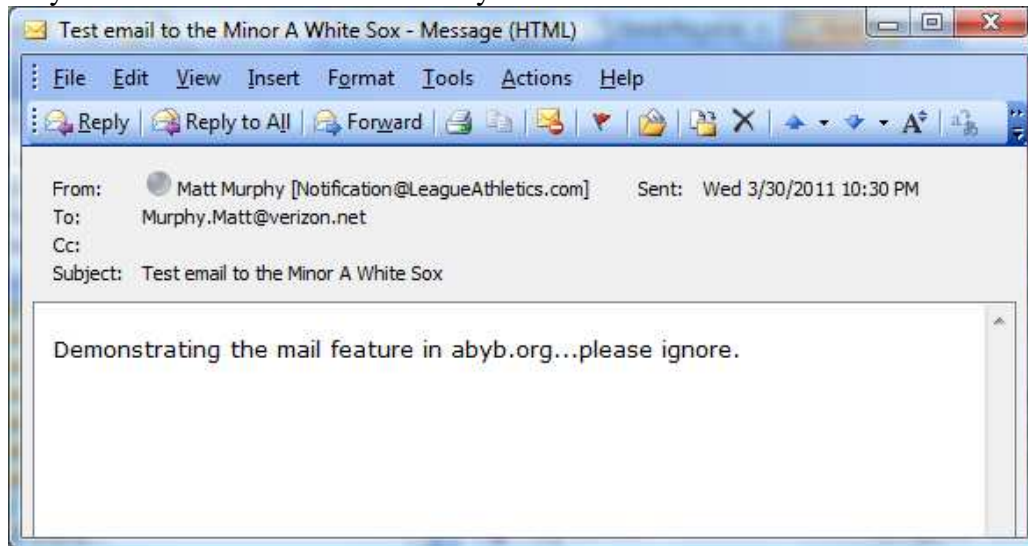 Test email to the Minor A White Sox - Message (HTML)
File Edit View Insert Format Tools Actions Help
Reply Reply to All Forward
From: Matt Murphy [Notification@LeagueAthletics.com] Sent: Wed 3/30/2011 10:30 PM
To: Murphy.Matt@verizon.net
Cc:
Subject: Test email to the Minor A White Sox
Demonstrating the mail feature in abyb.org...please ignore.